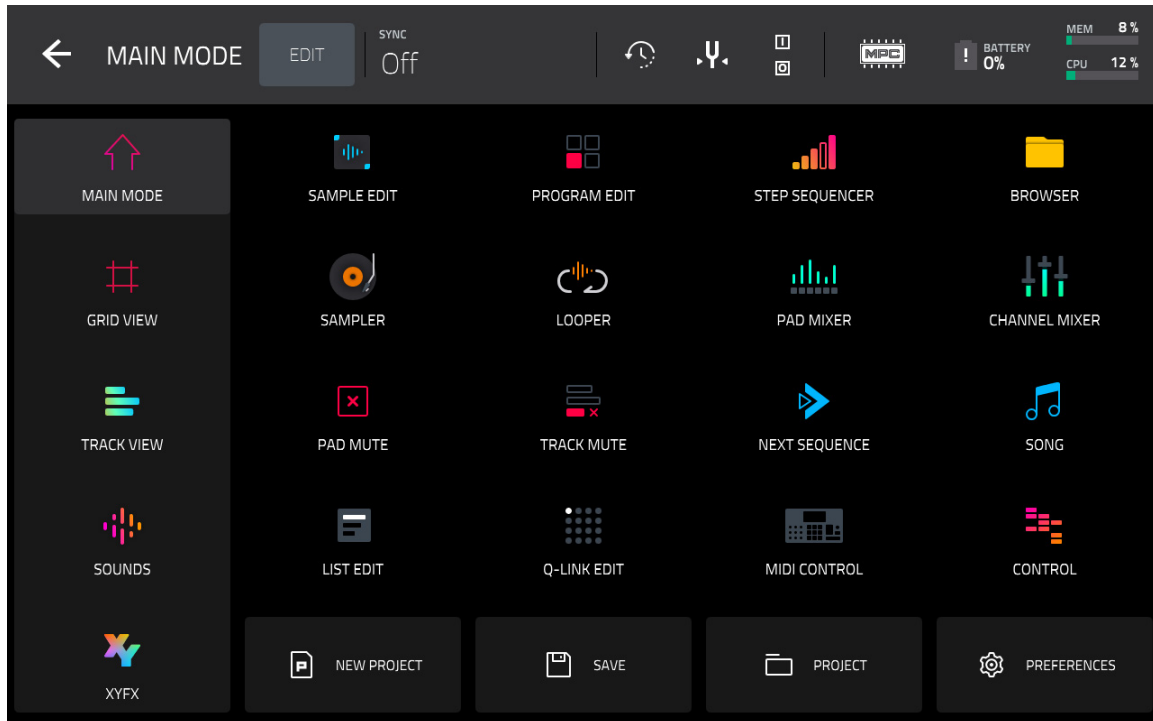 MAIN MODE
EDIT
SYNC
Off
I
O
MPC
!
BATTERY
0%
MEM 8%
CPU 12%
MAIN MODE
SAMPLE EDIT
PROGRAM EDIT
STEP SEQUENCER
BROWSER
GRID VIEW
SAMPLER
LOOPER
PAD MIXER
CHANNEL MIXER
TRACK VIEW
PAD MUTE
TRACK MUTE
NEXT SEQUENCE
SONG
SOUNDS
LIST EDIT
Q-LINK EDIT
MIDI CONTROL
CONTROL
XY
XYFX
P
NEW PROJECT
SAVE
PROJECT
PREFERENCES